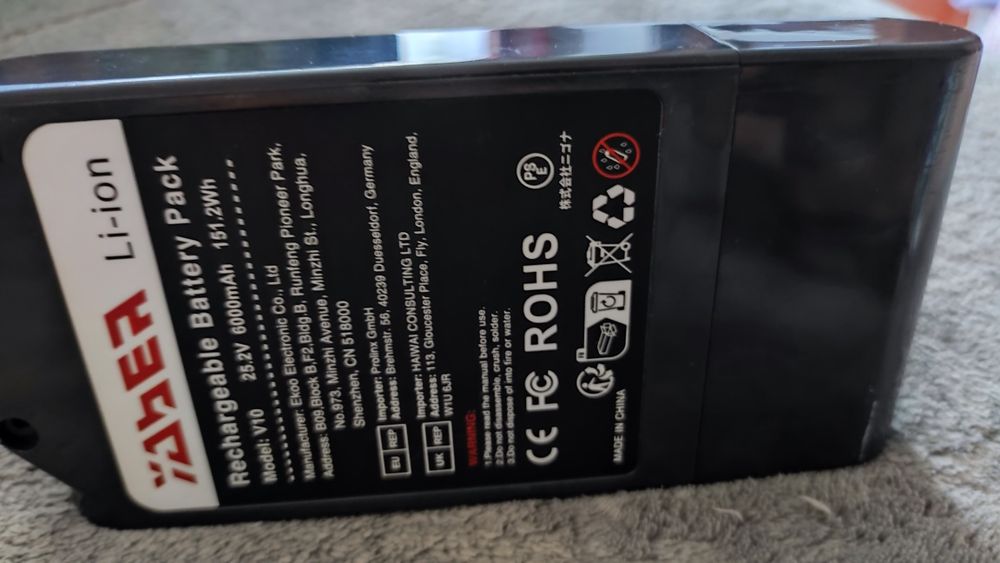 YABER Li-ion
Rechargeable Battery Pack
Model: V10 25.2V 6000mAh 151.2Wh
Manufacturer: Ekoo Electronic Co., Ltd
Address: B09,Block B,F2,Bldg.B, Runfeng Pioneer Park,
No.973, Minzhi Avenue, Minzhi St., Longhua,
Shenzhen, CN 518000
EU REP
Importer: Prolinx GmbH
Address: Brehmstr. 56, 40239 Duesseldorf, Germany
UK REP
Importer: HAIWAI CONSULTING LTD
Address: 113, Gloucester Place, Fly, London, England,
W1U 6JR
WARNING:
1.Please read the manual before use.
2.Do not disassemble, crush, solder.
3.Do not dispose of into fire or water.
CE FC ROHS
PS
E
株式会社ニゴナ
MADE IN CHINA